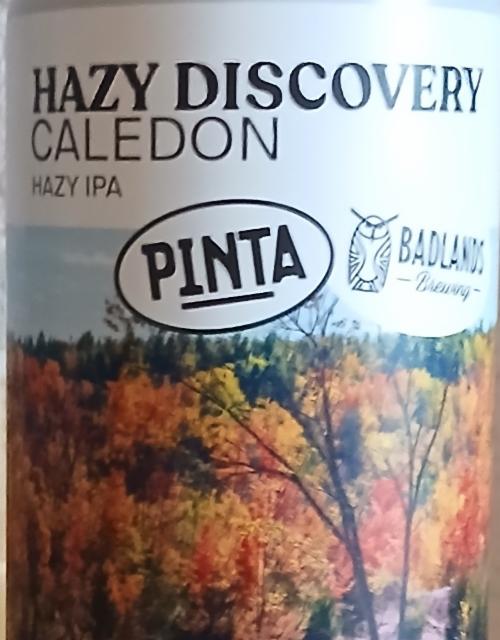 HAZY DISCOVERY
CALEDON
HAZY IPA
PINTA
BADLANDS
Brewing